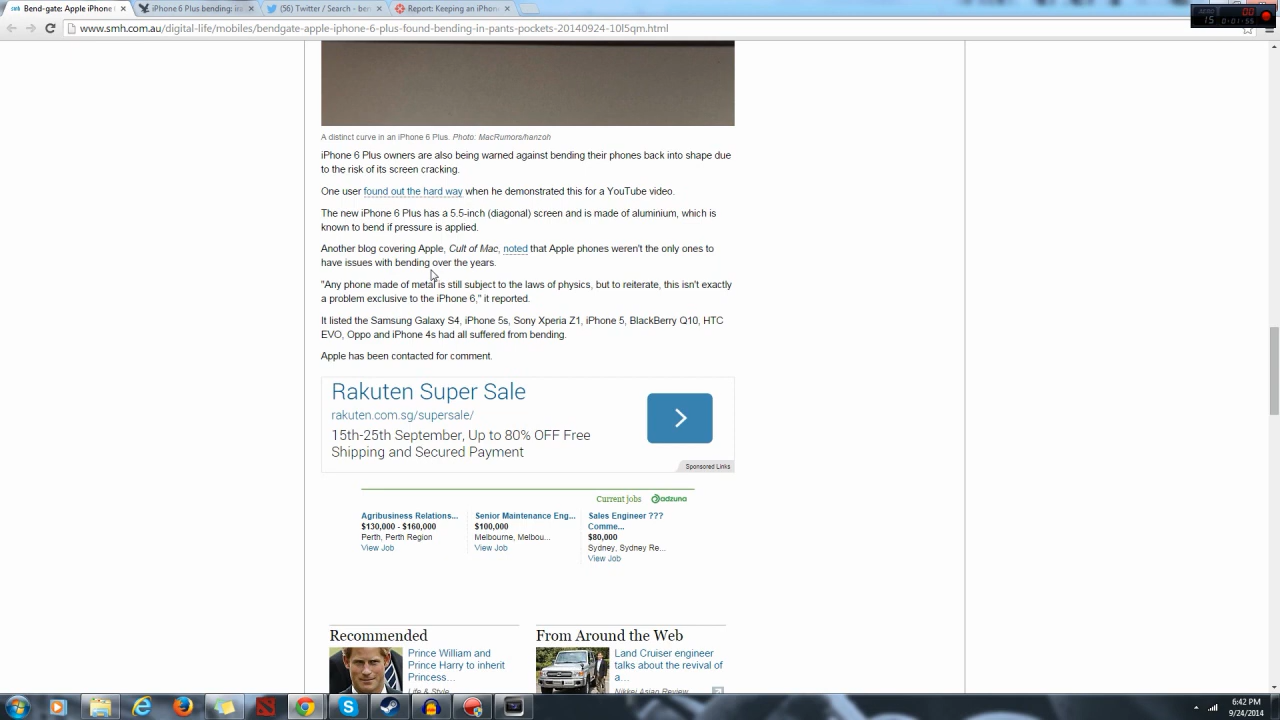 Bend-gate: Apple iPhone
iPhone 6 Plus bending: in
(56) Twitter / Search - ben
Report: Keeping an iPhon
www.smh.com.au/digital-life/mobiles/bendgate-apple-iphone-6-plus-found-bending-in-pants-pockets-20140924-10l5qm.html
A distinct curve in an iPhone 6 Plus. Photo: MacRumors/hanzoh
iPhone 6 Plus owners are also being warned against bending their phones back into shape due
to the risk of its screen cracking.
One user found out the hard way when he demonstrated this for a YouTube video.
The new iPhone 6 Plus has a 5.5-inch (diagonal) screen and is made of aluminium, which is
known to bend if pressure is applied.
Another blog covering Apple, Cult of Mac, noted that Apple phones weren't the only ones to
have issues with bending over the years.
"Any phone made of metal is still subject to the laws of physics, but to reiterate, this isn't exactly
a problem exclusive to the iPhone 6," it reported.
It listed the Samsung Galaxy S4, iPhone 5s, Sony Xperia Z1, iPhone 5, BlackBerry Q10, HTC
EVO, Oppo and iPhone 4s had all suffered from bending.
Apple has been contacted for comment.
Rakuten Super Sale
rakuten.com.sg/supersale/
15th-25th September, Up to 80% OFF Free
Shipping and Secured Payment
Sponsored Links
Current jobs adzuna
Agribusiness Relations...
$130,000 - $160,000
Perth, Perth Region
View Job
Senior Maintenance Eng...
$100,000
Melbourne, Melbou...
View Job
Sales Engineer ???
Comme...
$80,000
Sydney, Sydney Re...
View Job
Recommended
Prince William and
Prince Harry to inherit
Princess...
Life & Style
From Around the Web
Land Cruiser engineer
talks about the revival of
a...
Nikkei Asian Review
6:42 PM
9/24/2014